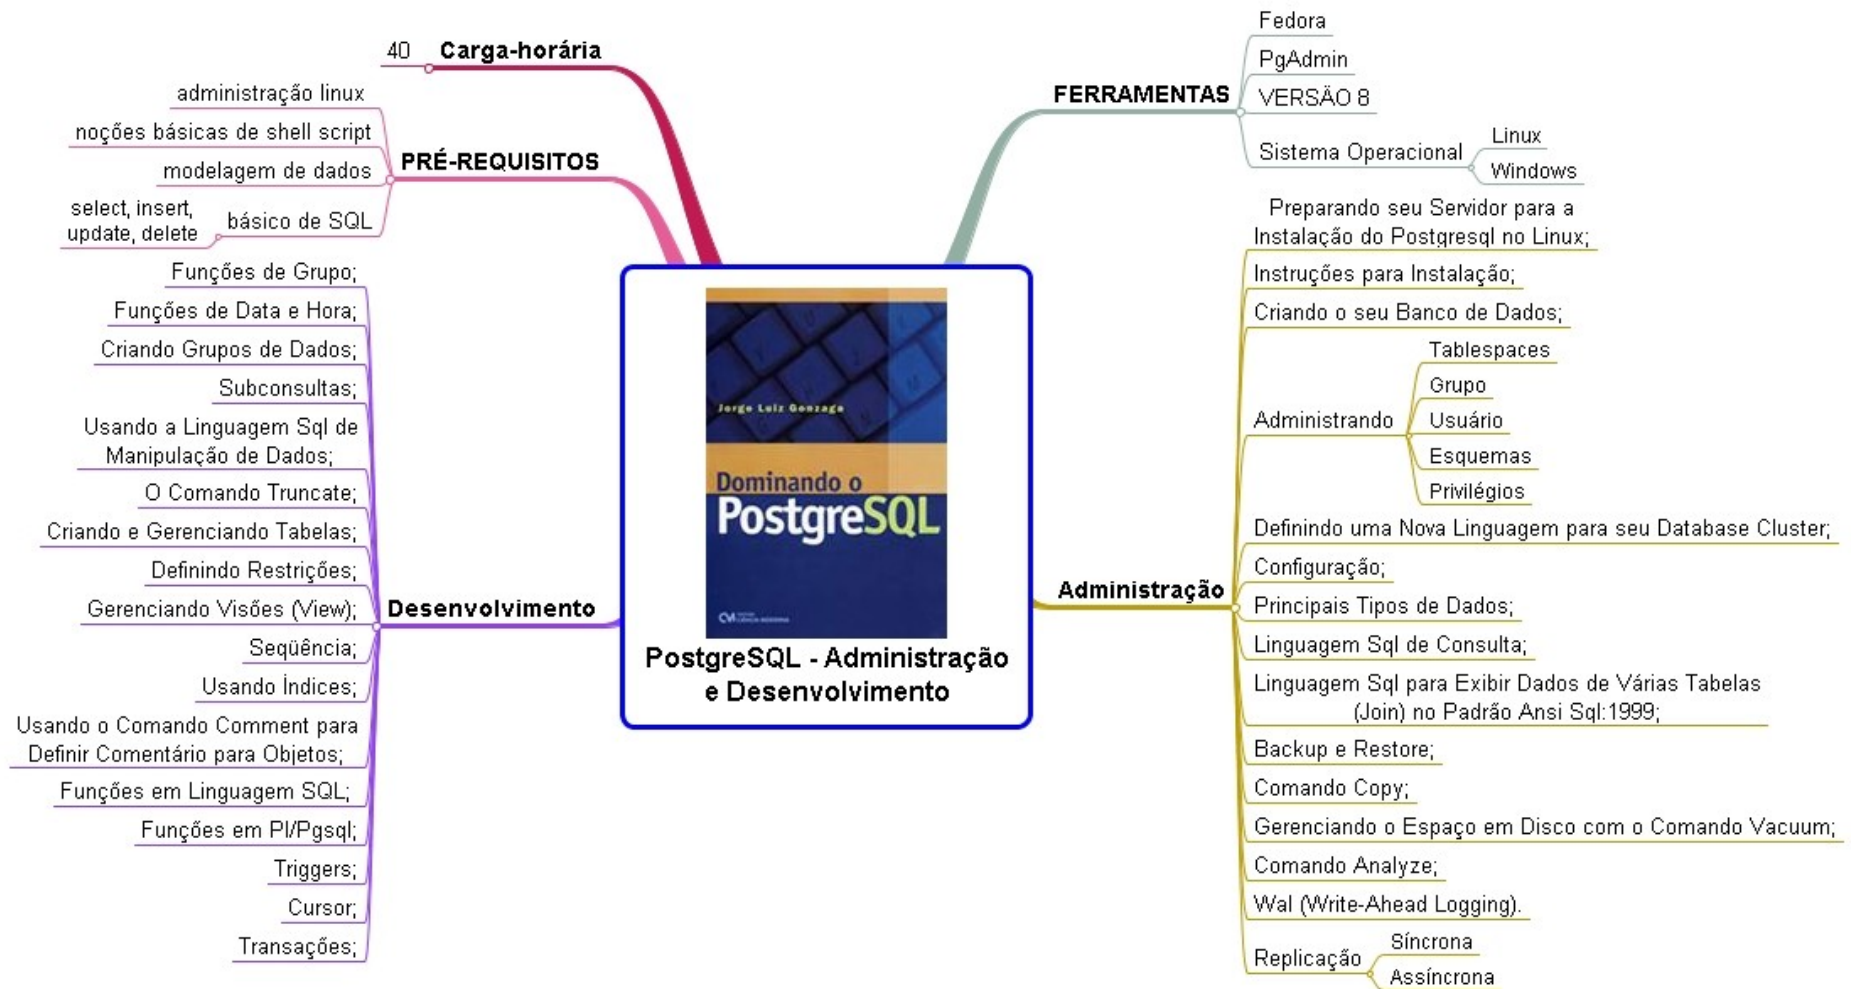 40
Carga-horária
administração linux
noções básicas de shell script
modelagem de dados
select, insert,
update, delete
básico de SQL
PRÉ-REQUISITOS
Funções de Grupo;
Funções de Data e Hora;
Criando Grupos de Dados;
Subconsultas;
Usando a Linguagem Sql de
Manipulação de Dados;
O Comando Truncate;
Criando e Gerenciando Tabelas;
Definindo Restrições;
Gerenciando Visões (View);
Seqüência;
Usando Índices;
Usando o Comando Comment para
Definir Comentário para Objetos;
Funções em Linguagem SQL;
Funções em Pl/Pgsql;
Triggers;
Cursor;
Transações;
Desenvolvimento
Jorge Luiz Gonzaga
Dominando o
PostgreSQL
PostgreSQL - Administração
e Desenvolvimento
FERRAMENTAS
Fedora
PgAdmin
VERSÃO 8
Sistema Operacional
Linux
Windows
Administração
Preparando seu Servidor para a
Instalação do Postgresql no Linux;
Instruções para Instalação;
Criando o seu Banco de Dados;
Administrando
Tablespaces
Grupo
Usuário
Esquemas
Privilégios
Definindo uma Nova Linguagem para seu Database Cluster;
Configuração;
Principais Tipos de Dados;
Linguagem Sql de Consulta;
Linguagem Sql para Exibir Dados de Várias Tabelas
(Join) no Padrão Ansi Sql:1999;
Backup e Restore;
Comando Copy;
Gerenciando o Espaço em Disco com o Comando Vacuum;
Comando Analyze;
Wal (Write-Ahead Logging).
Replicação
Síncrona
Assíncrona